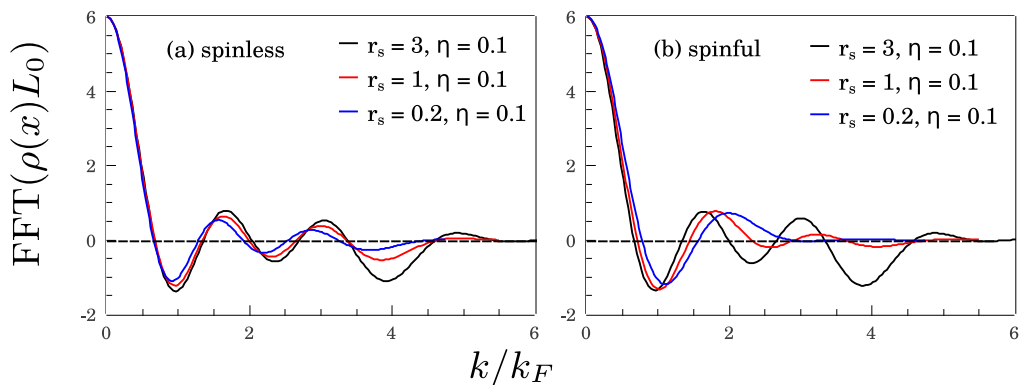 FFT(ρ(x)L₀)
6
4
2
0
-2
0
2
4
6
(a) spinless
rₛ = 3, η = 0.1
rₛ = 1, η = 0.1
rₛ = 0.2, η = 0.1
6
4
2
0
-2
0
2
4
6
(b) spinful
rₛ = 3, η = 0.1
rₛ = 1, η = 0.1
rₛ = 0.2, η = 0.1
k/k_F